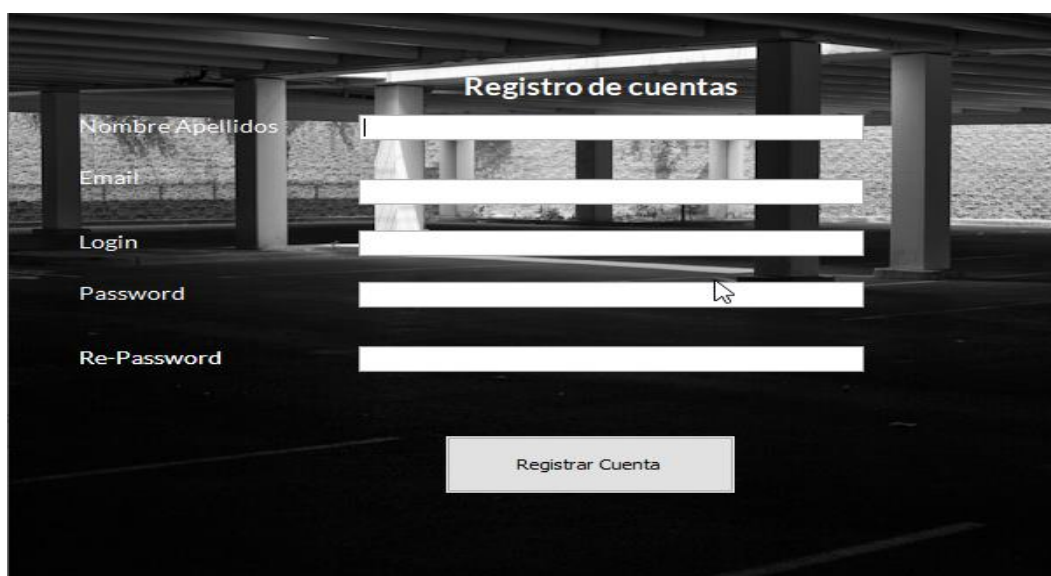 Registro de cuentas
Nombre Apellidos
Email
Login
Password
Re-Password
Registrar Cuenta